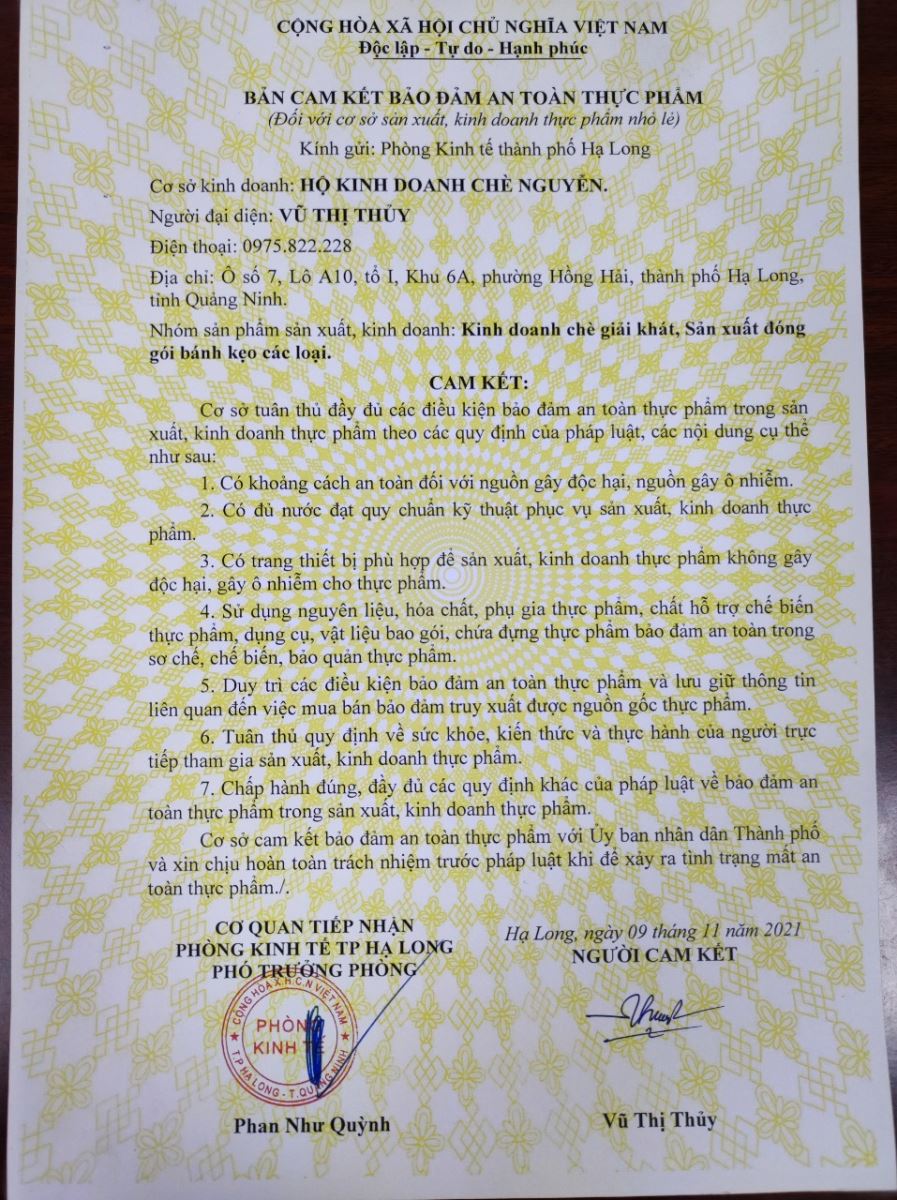 CỘNG HÒA XÃ HỘI CHỦ NGHĨA VIỆT NAM
Độc lập - Tự do - Hạnh phúc
BẢN CAM KẾT BẢO ĐẢM AN TOÀN THỰC PHẨM
(Đối với cơ sở sản xuất, kinh doanh thực phẩm nhỏ lẻ)
Kính gửi: Phòng Kinh tế thành phố Hạ Long
Cơ sở kinh doanh: HỘ KINH DOANH CHÈ NGUYỄN.
Người đại diện: VŨ THỊ THỦY
Điện thoại: 0975.822.228
Địa chỉ: Ô số 7, Lô A10, tổ I, Khu 6A, phường Hồng Hải, thành phố Hạ Long,
tỉnh Quảng Ninh.
Nhóm sản phẩm sản xuất, kinh doanh: Kinh doanh chè giải khát, Sản xuất đóng
gói bánh kẹo các loại.
CAM KẾT:
Cơ sở tuân thủ đầy đủ các điều kiện bảo đảm an toàn thực phẩm trong sản
xuất, kinh doanh thực phẩm theo các quy định của pháp luật, các nội dung cụ thể
như sau:
1. Có khoảng cách an toàn đối với nguồn gây độc hại, nguồn gây ô nhiễm.
2. Có đủ nước đạt quy chuẩn kỹ thuật phục vụ sản xuất, kinh doanh thực
phẩm.
3. Có trang thiết bị phù hợp để sản xuất, kinh doanh thực phẩm không gây
độc hại, gây ô nhiễm cho thực phẩm.
4. Sử dụng nguyên liệu, hóa chất, phụ gia thực phẩm, chất hỗ trợ chế biến
thực phẩm, dụng cụ, vật liệu bao gói, chứa đựng thực phẩm bảo đảm an toàn trong
sơ chế, chế biến, bảo quản thực phẩm.
5. Duy trì các điều kiện bảo đảm an toàn thực phẩm và lưu giữ thông tin
liên quan đến việc mua bán bảo đảm truy xuất được nguồn gốc thực phẩm.
6. Tuân thủ quy định về sức khỏe, kiến thức và thực hành của người trực
tiếp tham gia sản xuất, kinh doanh thực phẩm.
7. Chấp hành đúng, đầy đủ các quy định khác của pháp luật về bảo đảm an
toàn thực phẩm trong sản xuất, kinh doanh thực phẩm.
Cơ sở cam kết bảo đảm an toàn thực phẩm với Ủy ban nhân dân Thành phố
và xin chịu hoàn toàn trách nhiệm trước pháp luật khi để xảy ra tình trạng mất an
toàn thực phẩm./.
CƠ QUAN TIẾP NHẬN
PHÒNG KINH TẾ TP HẠ LONG
PHÓ TRƯỞNG PHÒNG
CỘNG HÒA X.H.C.N VIỆT NAM
PHÒNG
KINH TẾ
T.P HẠ LONG - T.QUẢNG NINH
Phan Như Quỳnh
Hạ Long, ngày 09 tháng 11 năm 2021
NGƯỜI CAM KẾT
Vũ Thị Thủy